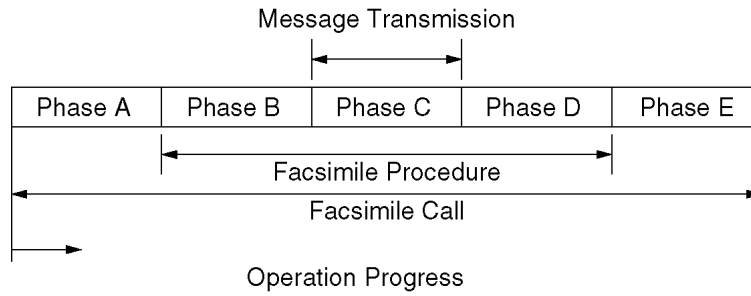 Message Transmission
Phase A Phase B Phase C Phase D Phase E
Facsimile Procedure
Facsimile Call
Operation Progress